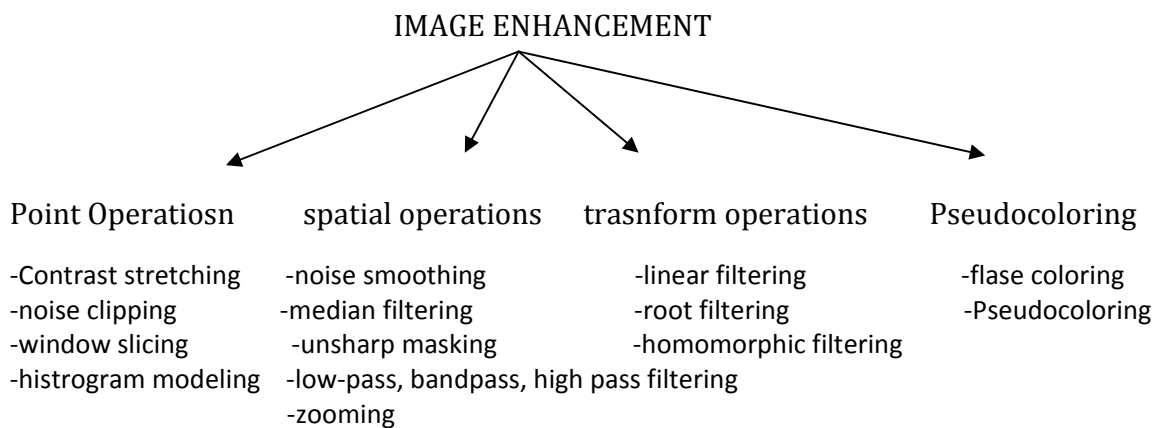 IMAGE ENHANCEMENT
Point Operatiosn spatial operations trasnform operations Pseudocoloring
-Contrast stretching -noise smoothing -linear filtering -flase coloring
-noise clipping -median filtering -root filtering -Pseudocoloring
-window slicing -unsharp masking -homomorphic filtering
-histrogram modeling -low-pass, bandpass, high pass filtering
-zooming